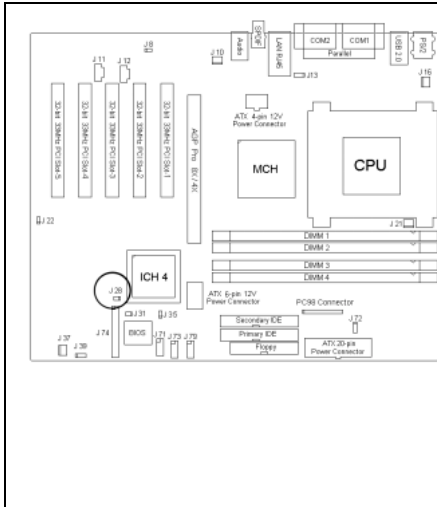 J8
J10
Audio
SPDIF
LAN RJ45
COM2
COM1
Parallel
USB 2.0
PS/2
J11
J12
J13
J16
32-bit 33MHz PCI Slot-5
32-bit 33MHz PCI Slot-4
32-bit 33MHz PCI Slot-3
32-bit 33MHz PCI Slot-2
32-bit 33MHz PCI Slot-1
AGP Pro 8X/4X
ATX 4-pin 12V
Power Connector
MCH
CPU
J22
J21
DIMM 1
DIMM 2
DIMM 3
DIMM 4
ICH 4
J28
ATX 6-pin 12V
Power Connector
PC98 Connector
J74
J31
J35
BIOS
J71
J73
J79
Secondary IDE
Primary IDE
Floppy
J72
ATX 20-pin
Power Connector
J37